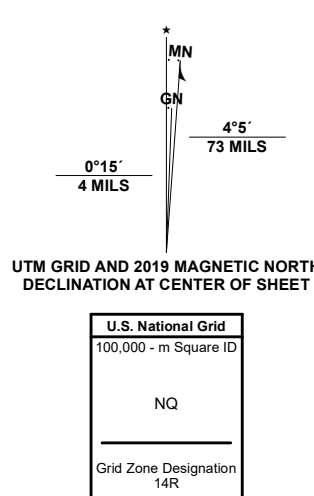 ★
MN
GN
4°5´
73 MILS
0°15´
4 MILS
UTM GRID AND 2019 MAGNETIC NORTH
DECLINATION AT CENTER OF SHEET
U.S. National Grid
100,000 - m Square ID
NQ
Grid Zone Designation
14R